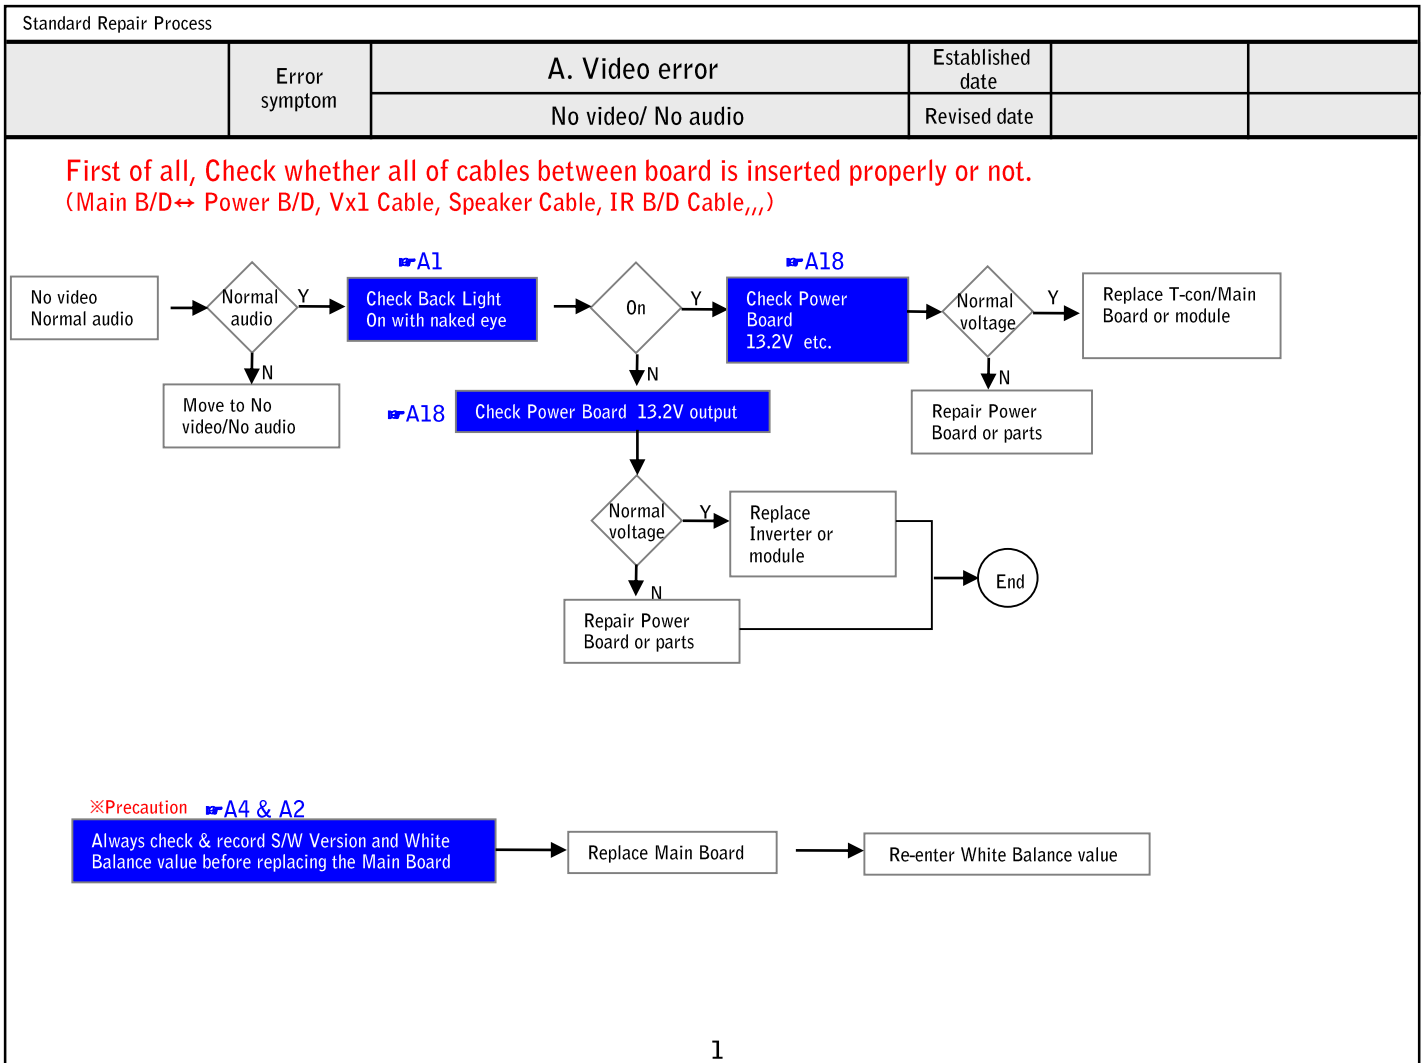 Standard Repair Process
Error
symptom
A. Video error
Established
date
No video/ No audio
Revised date
First of all, Check whether all of cables between board is inserted properly or not.
(Main B/D↔ Power B/D, Vx1 Cable, Speaker Cable, IR B/D Cable,,,)
☛A1
☛A18
No video
Normal audio
Normal
audio
Y
Check Back Light
On with naked eye
On
Y
Check Power
Board
13.2V etc.
Normal
voltage
Y
Replace T-con/Main
Board or module
N
Move to No
video/No audio
N
☛A18
Check Power Board 13.2V output
N
Repair Power
Board or parts
Normal
voltage
Y
Replace
Inverter or
module
End
N
Repair Power
Board or parts
※Precaution ☛A4 & A2
Always check & record S/W Version and White
Balance value before replacing the Main Board
Replace Main Board
Re-enter White Balance value
1